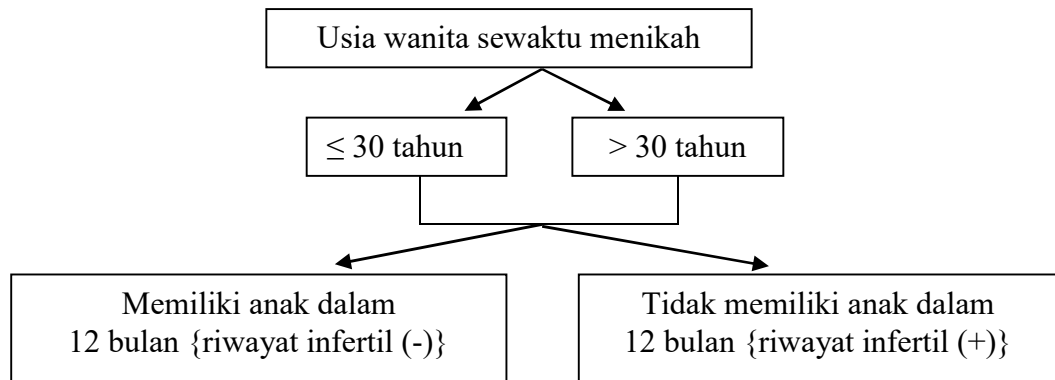 Usia wanita sewaktu menikah
≤ 30 tahun
> 30 tahun
Memiliki anak dalam
12 bulan {riwayat infertil (-)}
Tidak memiliki anak dalam
12 bulan {riwayat infertil (+)}